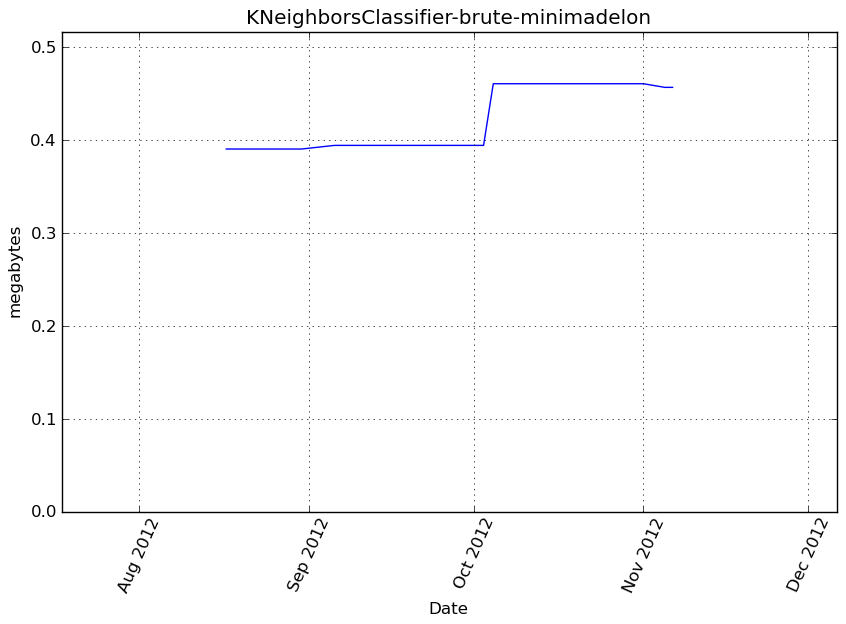 KNeighborsClassifier-brute-minimadelon
0.5
0.4
0.3
0.2
0.1
0.0
megabytes
Aug 2012
Sep 2012
Oct 2012
Nov 2012
Dec 2012
Date